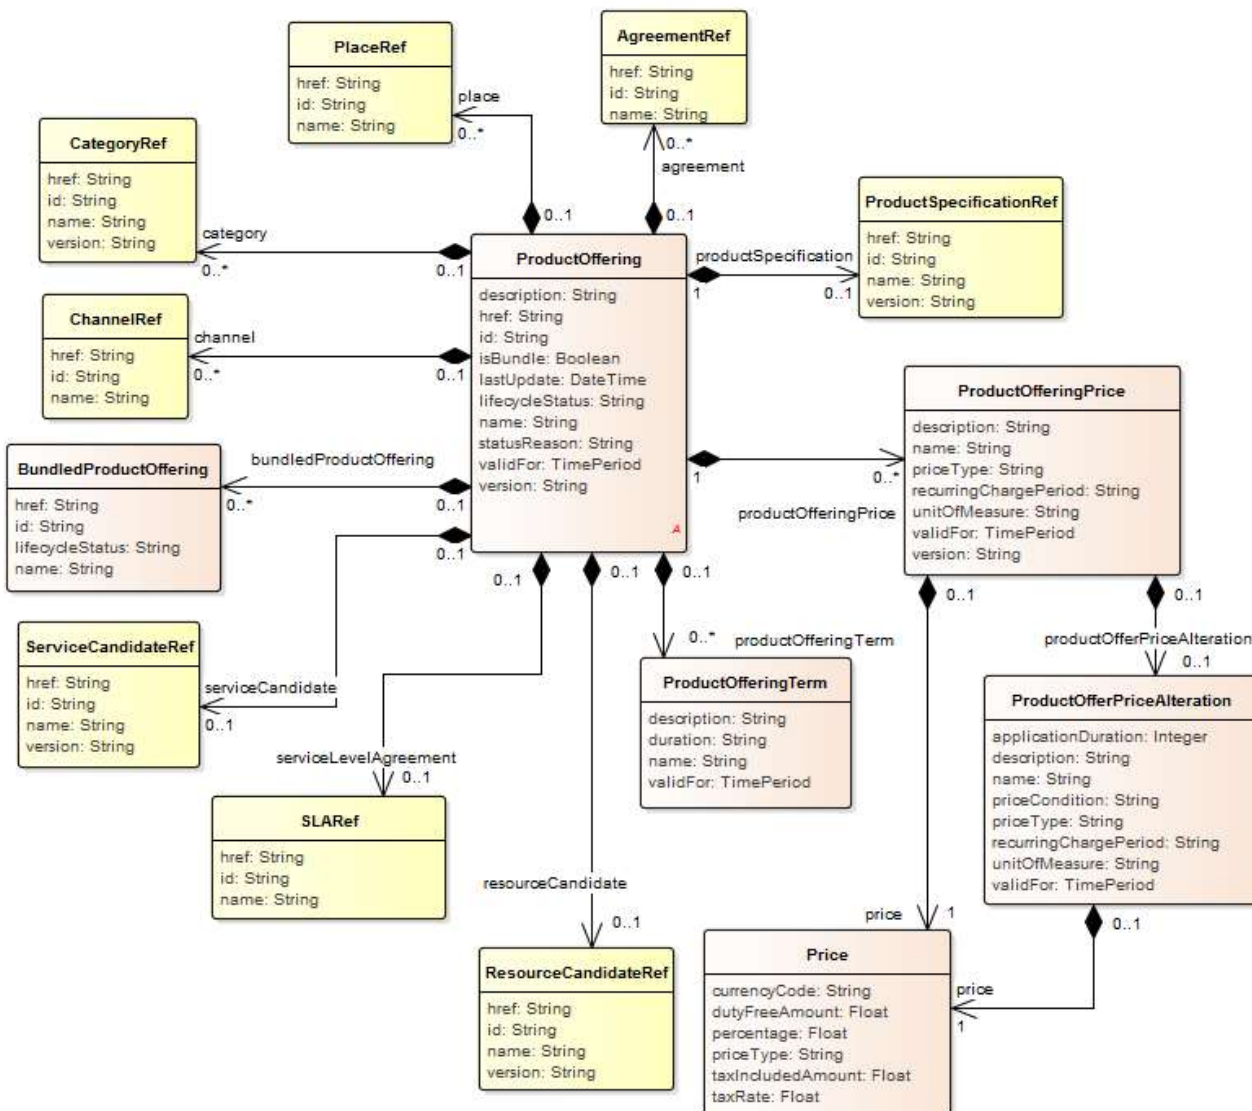 PlaceRef
href: String
id: String
name: String
AgreementRef
href: String
id: String
name: String
place
0..*
0..1
0..*
agreement
0..1
CategoryRef
href: String
id: String
name: String
version: String
category
0..*
0..1
ProductSpecificationRef
href: String
id: String
name: String
version: String
productSpecification
1
0..1
ProductOffering
description: String
href: String
id: String
isBundle: Boolean
lastUpdate: DateTime
lifecycleStatus: String
name: String
statusReason: String
validFor: TimePeriod
version: String
A
ChannelRef
href: String
id: String
name: String
channel
0..*
0..1
ProductOfferingPrice
description: String
name: String
priceType: String
recurringChargePeriod: String
unitOfMeasure: String
validFor: TimePeriod
version: String
1
0..*
productOfferingPrice
BundledProductOffering
href: String
id: String
lifecycleStatus: String
name: String
bundledProductOffering
0..*
0..1
ServiceCandidateRef
href: String
id: String
name: String
version: String
0..1
serviceCandidate
0..1
0..1
serviceLevelAgreement
0..1
SLARef
href: String
id: String
name: String
0..1
resourceCandidate
0..1
ResourceCandidateRef
href: String
id: String
name: String
version: String
0..1
0..*
productOfferingTerm
ProductOfferingTerm
description: String
duration: String
name: String
validFor: TimePeriod
0..1
0..1
productOfferPriceAlteration
0..1
ProductOfferPriceAlteration
applicationDuration: Integer
description: String
name: String
priceCondition: String
priceType: String
recurringChargePeriod: String
unitOfMeasure: String
validFor: TimePeriod
price
1
0..1
price
1
Price
currencyCode: String
dutyFreeAmount: Float
percentage: Float
priceType: String
taxIncludedAmount: Float
taxRate: Float